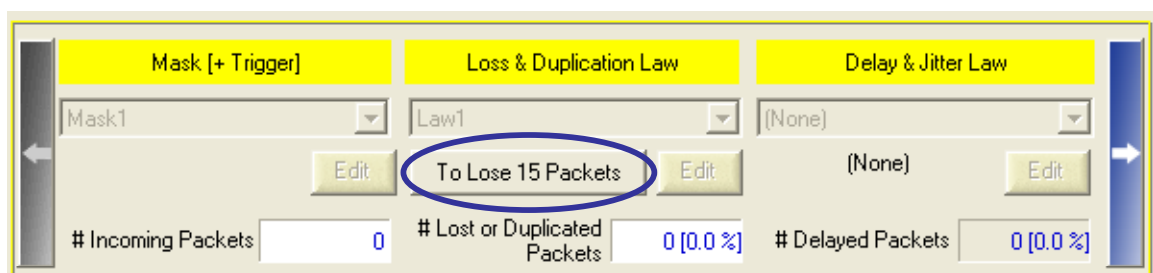 Mask [+ Trigger]
Loss & Duplication Law
Delay & Jitter Law
Mask1
Law1
(None)
Edit
To Lose 15 Packets
Edit
(None)
Edit
# Incoming Packets
0
# Lost or Duplicated
Packets
0 [0.0 %]
# Delayed Packets
0 [0.0 %]